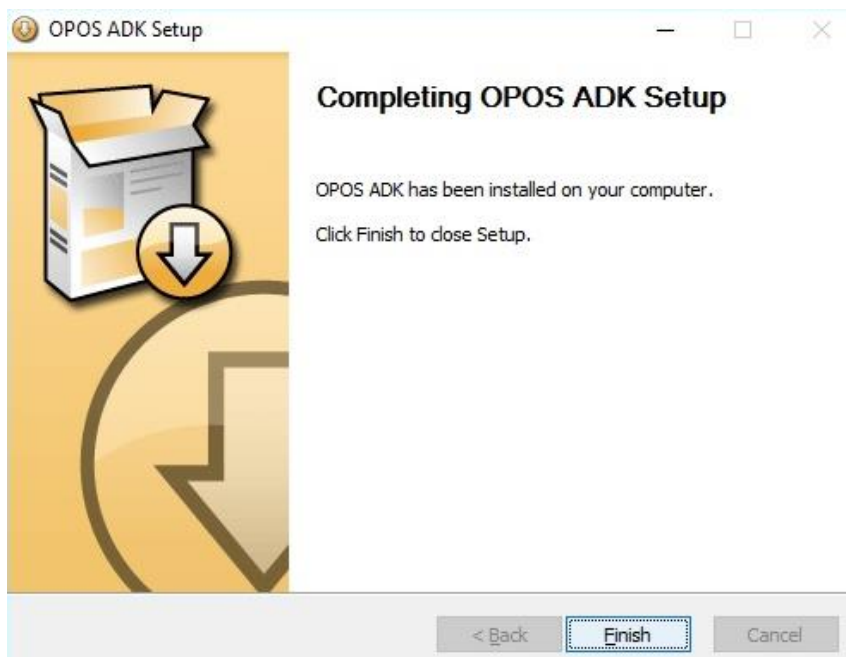 OPOS ADK Setup
Completing OPOS ADK Setup
OPOS ADK has been installed on your computer.
Click Finish to close Setup.
< Back
Finish
Cancel